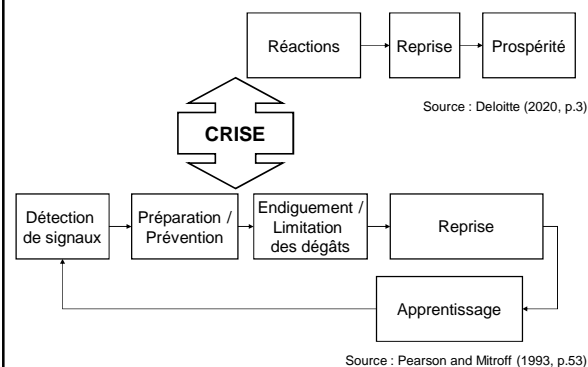 Réactions
Reprise
Prospérité
Source : Deloitte (2020, p.3)
CRISE
Détection
de signaux
Préparation /
Prévention
Endiguement /
Limitation
des dégâts
Reprise
Apprentissage
Source : Pearson and Mitroff (1993, p.53)